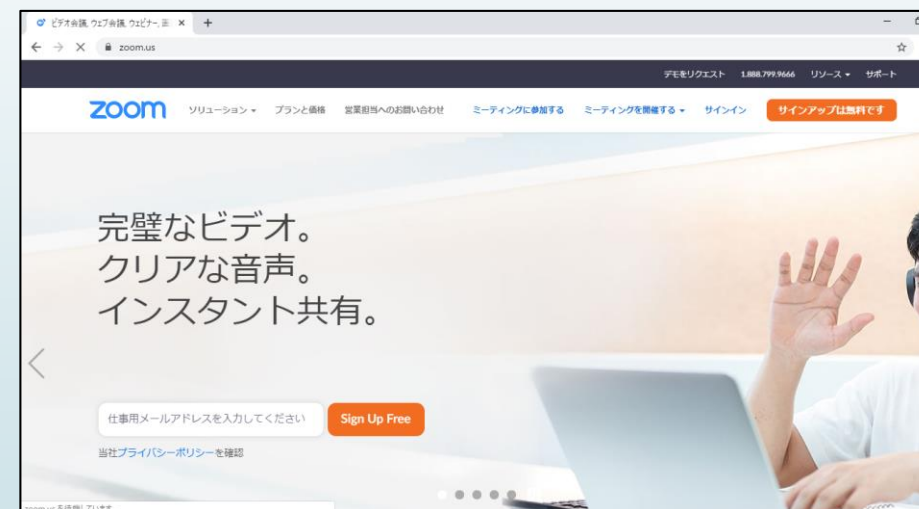 ビデオ会議, ウェブ会議, ウェビナー, 画
zoom.us
デモをリクエスト 1.888.799.9666 リソース サポート
zoom ソリューション プランと価格 営業担当へのお問い合わせ ミーティングに参加する ミーティングを開催する サインイン サインアップは無料です
完璧なビデオ。
クリアな音声。
インスタント共有。
仕事用メールアドレスを入力してください Sign Up Free
当社プライバシーポリシーを確認